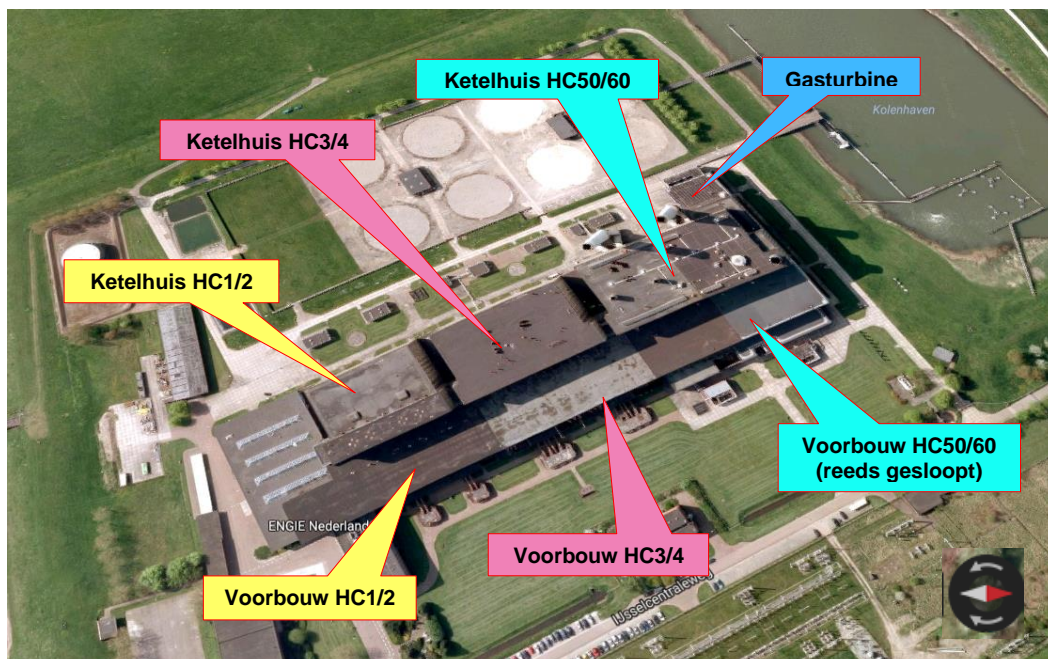 Ketelhuis HC50/60
Gasturbine
Kolenhaven
Ketelhuis HC3/4
Ketelhuis HC1/2
Voorbouw HC50/60
(reeds gesloopt)
ENGIE Nederland
Voorbouw HC3/4
Voorbouw HC1/2
IJsselcentraleweg